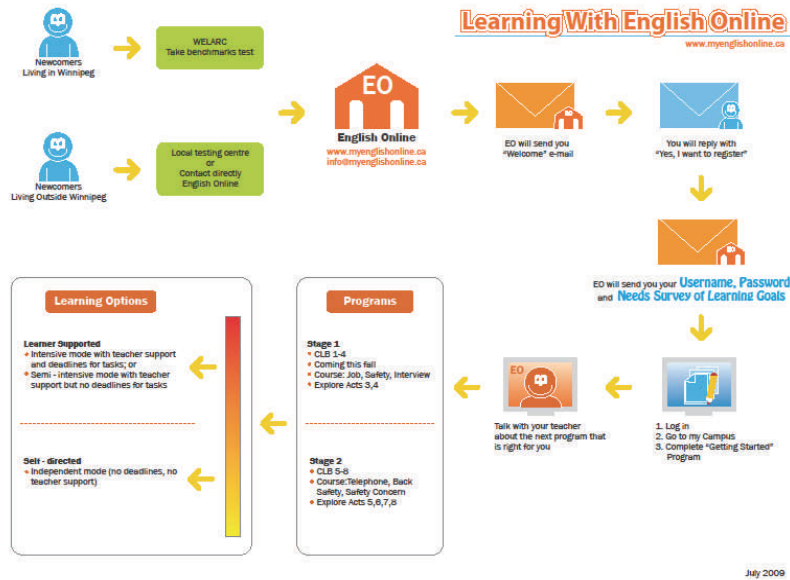 Learning With English Online
www.myenglishonline.ca
Newcomers
Living in Winnipeg
WELARC
Take benchmarks test
Newcomers
Living Outside Winnipeg
Local testing centre
or
Contact directly
English Online
EO
English Online
www.myenglishonline.ca
info@myenglishonline.ca
EO will send you
"Welcome" e-mail
You will reply with
"Yes, I want to register"
EO will send you your Username, Password
and Needs Survey of Learning Goals
1. Log in
2. Go to my Campus
3. Complete "Getting Started"
Program
EO
Talk with your teacher
about the next program that
is right for you
Programs
Stage 1
CLB 1-4
Coming this fall
Course: Job, Safety, Interview
Explore Acts 3,4
Stage 2
CLB 5-8
Course:Telephone, Back
Safety, Safety Concern
Explore Acts 5,6,7,8
Learning Options
Learner Supported
Intensive mode with teacher support
and deadlines for tasks; or
Semi - intensive mode with teacher
support but no deadlines for tasks
Self - directed
Independent mode (no deadlines, no
teacher support)
July 2009